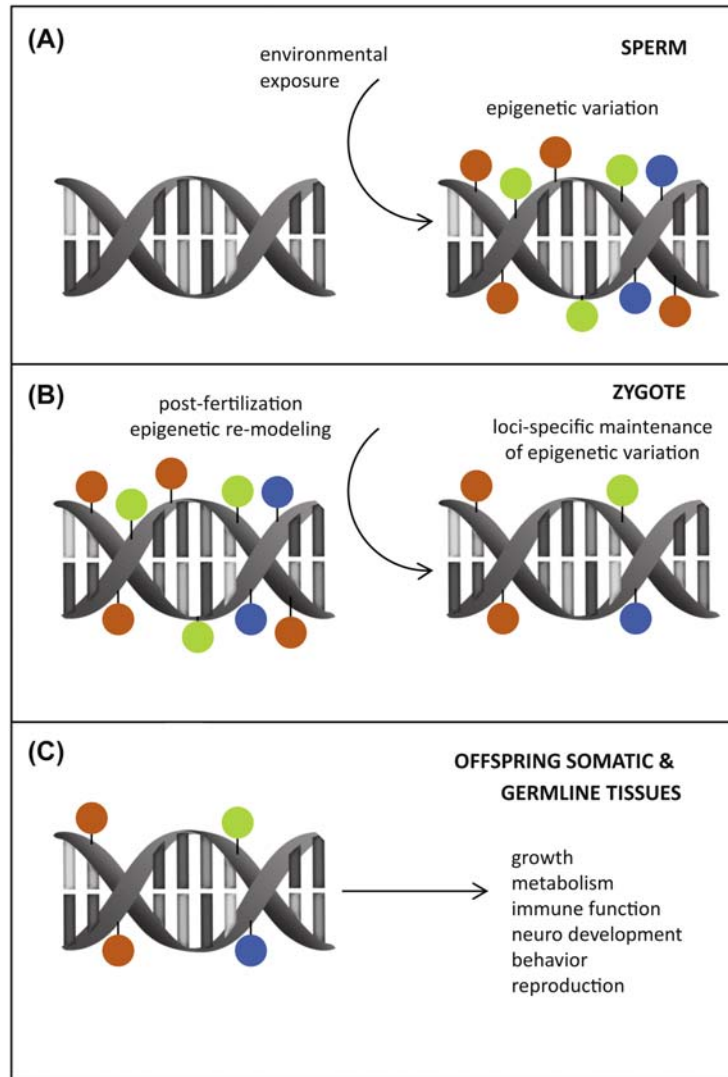 (A)
environmental
exposure
SPERM
epigenetic variation
(B)
post-fertilization
epigenetic re-modeling
ZYGOTE
loci-specific maintenance
of epigenetic variation
(C)
OFFSPRING SOMATIC &
GERMLINE TISSUES
growth
metabolism
immune function
neuro development
behavior
reproduction